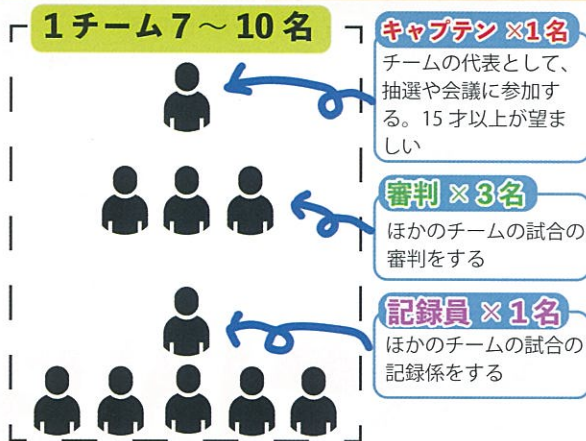 1チーム7～10名
キャプテン×1名
チームの代表として、
抽選や会議に参加す
る。15才以上が望ま
しい
審判×3名
ほかのチームの試合の
審判をする
記録員×1名
ほかのチームの試合の
記録係をする